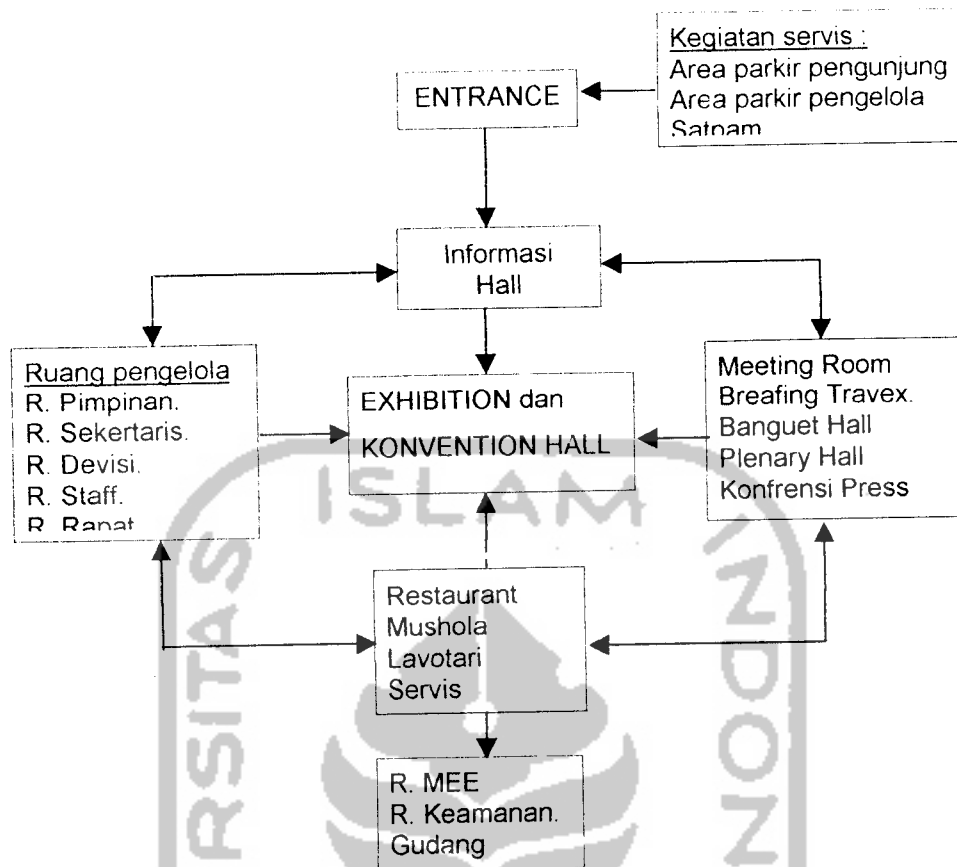 Kegiatan servis :
Area parkir pengunjung
Area parkir pengelola
Satpam
ENTRANCE
Informasi
Hall
Ruang pengelola
R. Pimpinan.
R. Sekertaris.
R. Devisi.
R. Staff.
R. Rapat
EXHIBITION dan
KONVENTION HALL
Meeting Room
Breafing Travex.
Banguet Hall
Plenary Hall
Konfrensi Press
Restaurant
Mushola
Lavotari
Servis
R. MEE
R. Keamanan.
Gudang
RSITAS
ISLAM
INDON